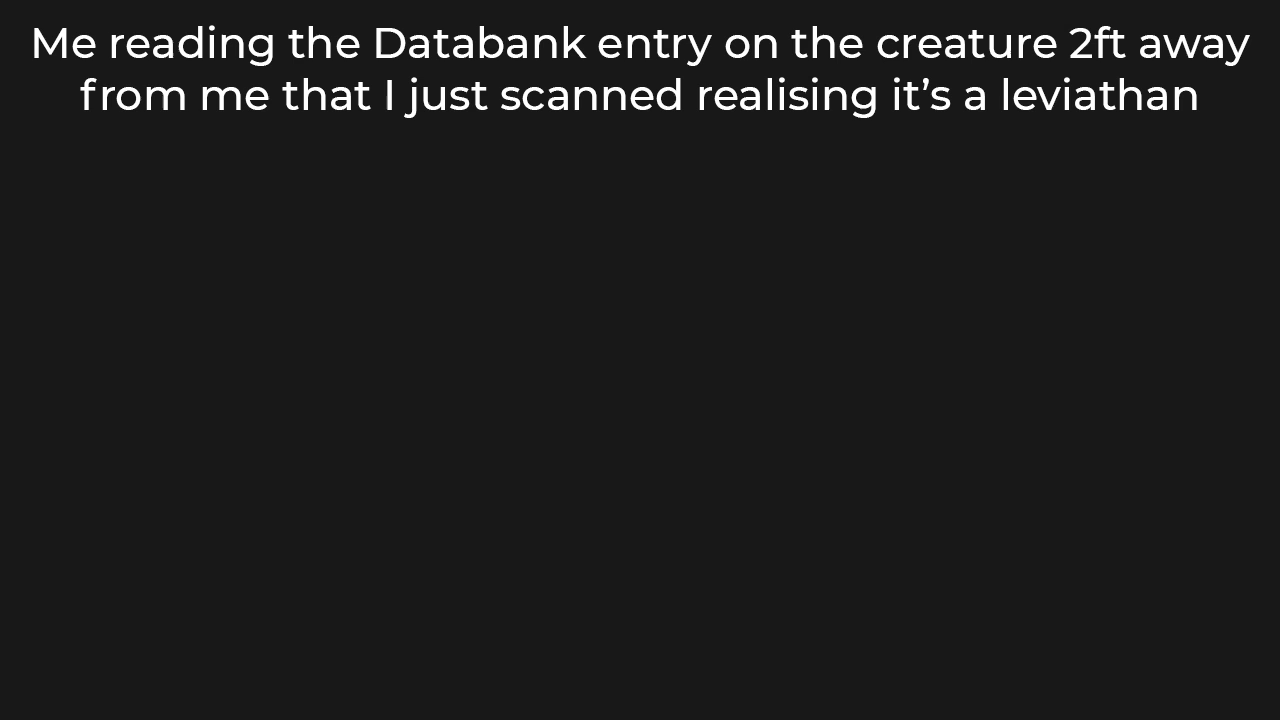 Me reading the Databank entry on the creature 2ft away
from me that I just scanned realising it’s a leviathan